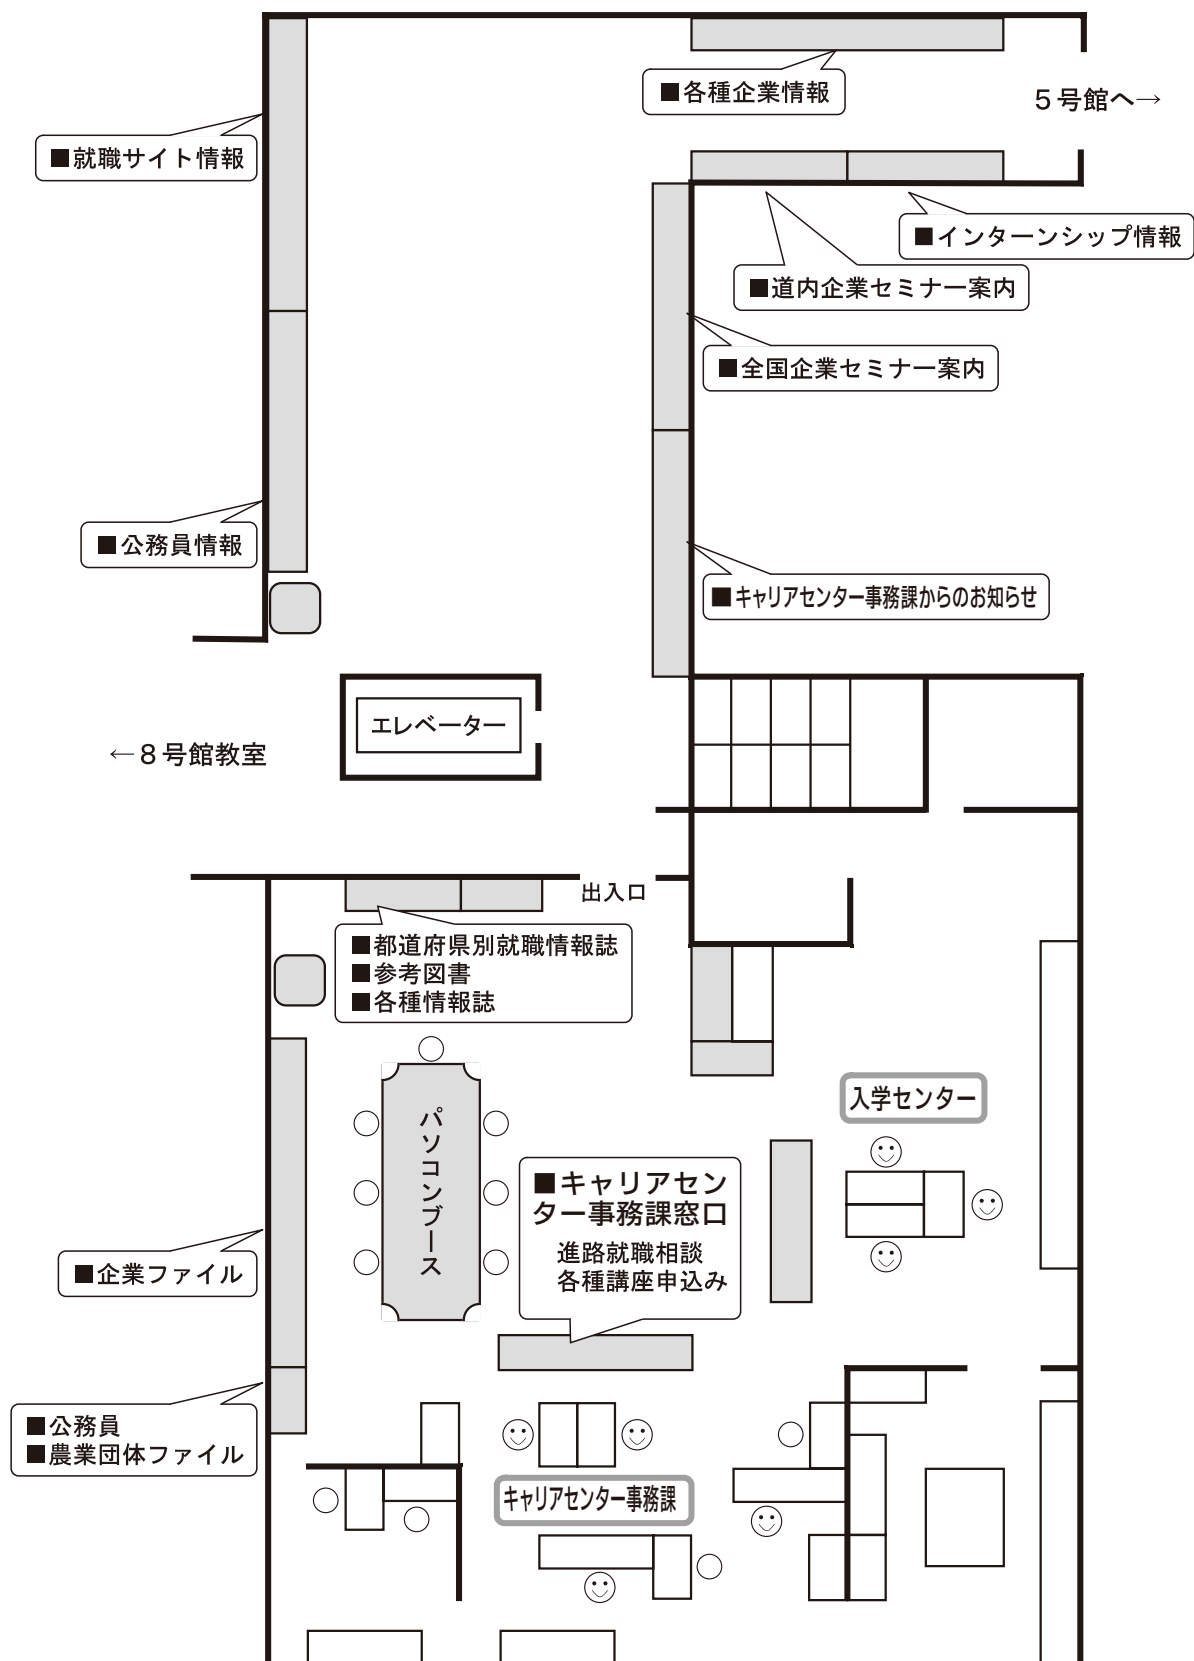 ■各種企業情報
5号館へ→
■就職サイト情報
■インターンシップ情報
■道内企業セミナー案内
■全国企業セミナー案内
■公務員情報
■キャリアセンター事務課からのお知らせ
エレベーター
←8号館教室
出入口
■都道府県別就職情報誌
■参考図書
■各種情報誌
入学センター
パソコンブース
■キャリアセン
ター事務課窓口
進路就職相談
各種講座申込み
■企業ファイル
■公務員
■農業団体ファイル
キャリアセンター事務課